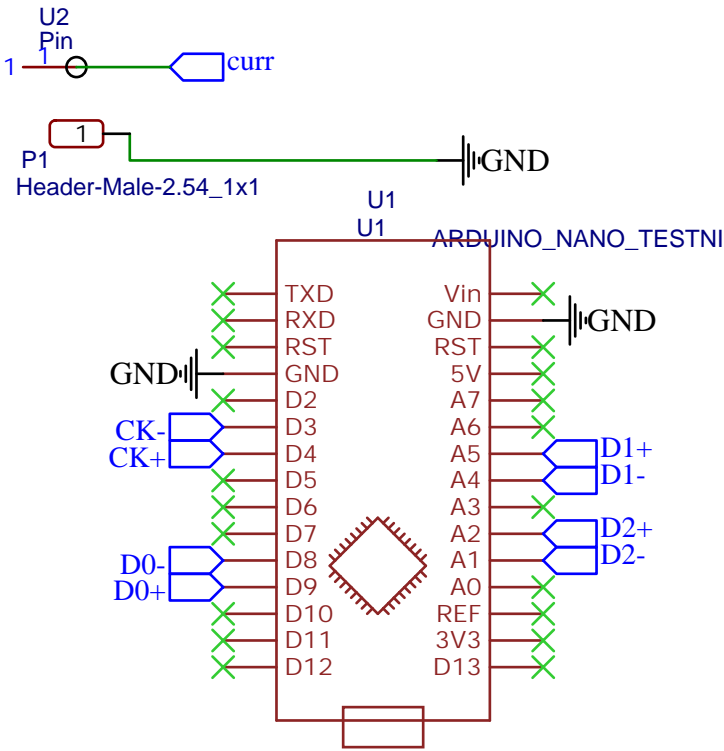 U2
Pin
1
1
curr
1
P1
GND
Header-Male-2.54_1x1
U1
U1
ARDUINO_NANO_TESTNI
TXD
Vin
RXD
GND
GND
RST
RST
GND
GND
5V
D2
A7
CK-
D3
A6
CK+
D4
A5
D1+
D5
A4
D1-
D6
A3
D7
A2
D2+
D0-
D8
A1
D2-
D0+
D9
A0
D10
REF
D11
3V3
D12
D13